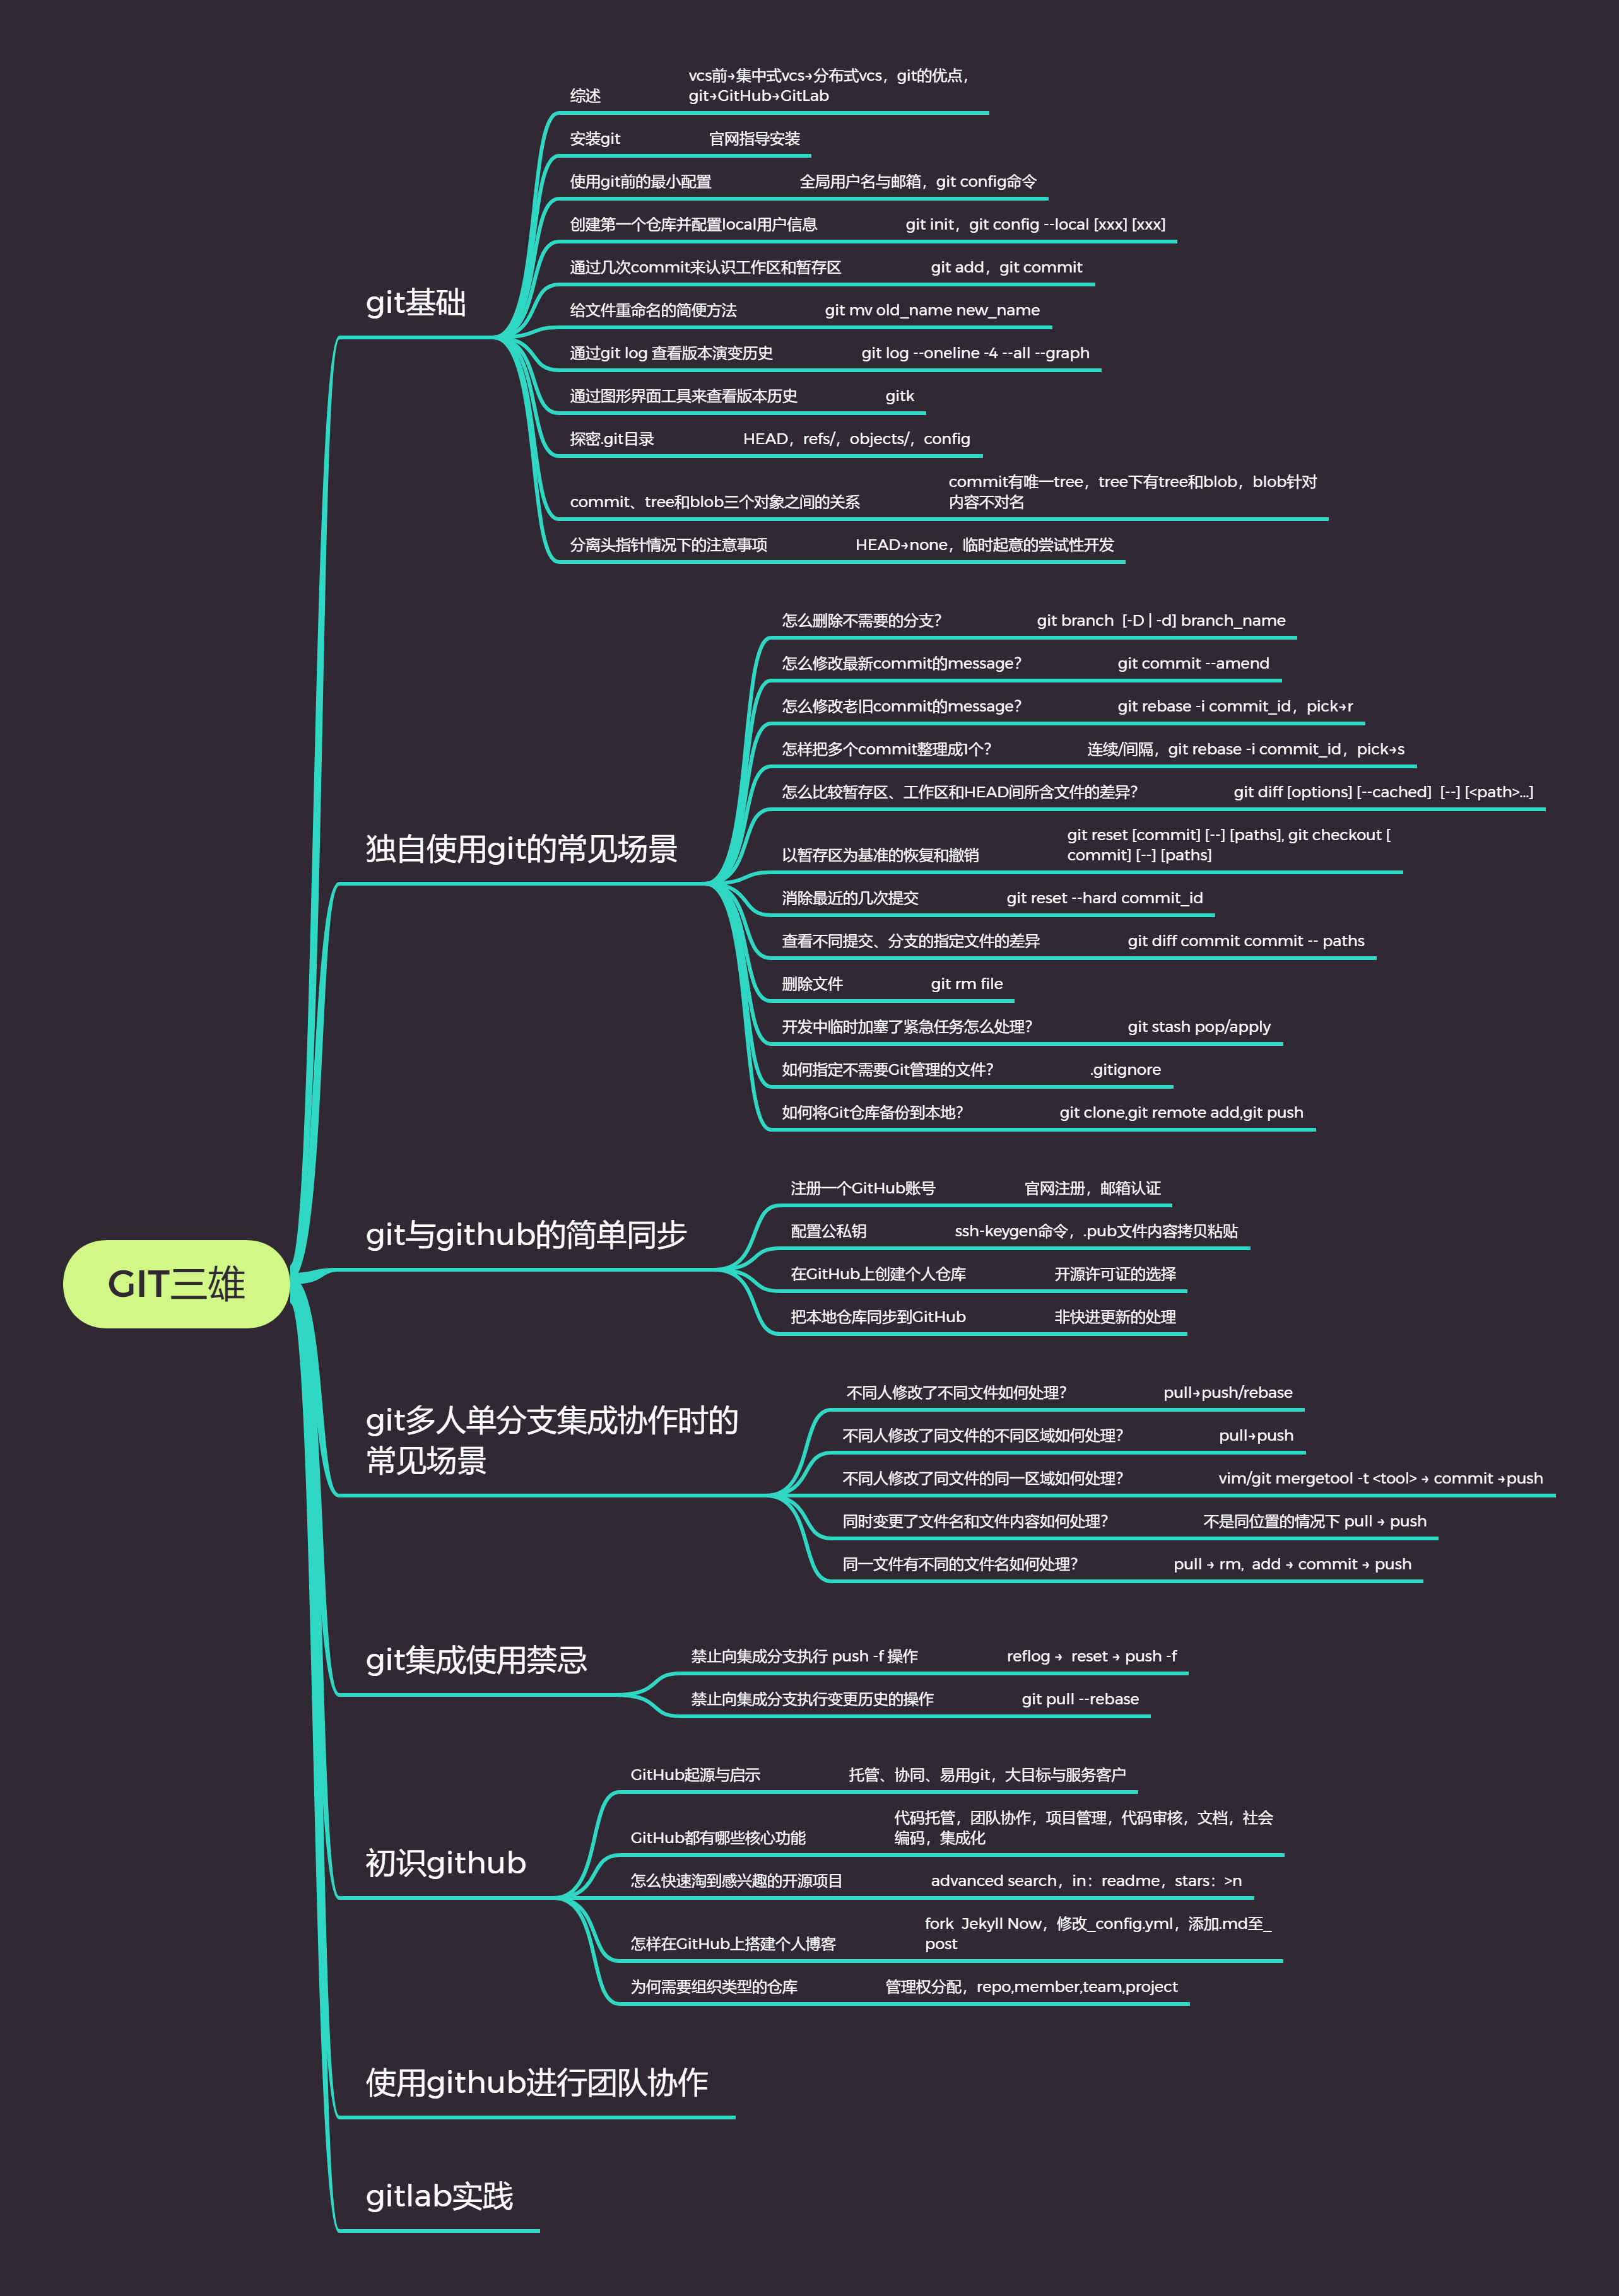 GIT三雄
git基础
综述
vcs前→集中式vcs→分布式vcs，git的优点，
git→GitHub→GitLab
安装git
官网指导安装
使用git前的最小配置
全局用户名与邮箱，git config命令
创建第一个仓库并配置local用户信息
git init，git config --local [xxx] [xxx]
通过几次commit来认识工作区和暂存区
git add，git commit
给文件重命名的简便方法
git mv old_name new_name
通过git log 查看版本演变历史
git log --oneline -4 --all --graph
通过图形界面工具来查看版本历史
gitk
探密.git目录
HEAD，refs/，objects/，config
commit、tree和blob三个对象之间的关系
commit有唯一tree，tree下有tree和blob，blob针对
内容不对名
分离头指针情况下的注意事项
HEAD→none，临时起意的尝试性开发
独自使用git的常见场景
怎么删除不需要的分支？
git branch  [-D | -d] branch_name
怎么修改最新commit的message？
git commit --amend
怎么修改老旧commit的message？
git rebase -i commit_id，pick→r
怎样把多个commit整理成1个？
连续/间隔，git rebase -i commit_id，pick→s
怎么比较暂存区、工作区和HEAD间所含文件的差异？
git diff [options] [--cached]  [--] [<path>...]
以暂存区为基准的恢复和撤销
git reset [commit] [--] [paths], git checkout [
commit] [--] [paths]
消除最近的几次提交
git reset --hard commit_id
查看不同提交、分支的指定文件的差异
git diff commit commit -- paths
删除文件
git rm file
开发中临时加塞了紧急任务怎么处理？
git stash pop/apply
如何指定不需要Git管理的文件？
.gitignore
如何将Git仓库备份到本地？
git clone,git remote add,git push
git与github的简单同步
注册一个GitHub账号
官网注册，邮箱认证
配置公私钥
ssh-keygen命令，.pub文件内容拷贝粘贴
在GitHub上创建个人仓库
开源许可证的选择
把本地仓库同步到GitHub
非快进更新的处理
git多人单分支集成协作时的
常见场景
不同人修改了不同文件如何处理？
pull→push/rebase
不同人修改了同文件的不同区域如何处理？
pull→push
不同人修改了同文件的同一区域如何处理？
vim/git mergetool -t <tool> → commit →push
同时变更了文件名和文件内容如何处理？
不是同位置的情况下 pull → push
同一文件有不同的文件名如何处理？
pull → rm,  add → commit → push
git集成使用禁忌
禁止向集成分支执行 push -f 操作
reflog →  reset → push -f
禁止向集成分支执行变更历史的操作
git pull --rebase
初识github
GitHub起源与启示
托管、协同、易用git，大目标与服务客户
GitHub都有哪些核心功能
代码托管，团队协作，项目管理，代码审核，文档，社会
编码，集成化
怎么快速淘到感兴趣的开源项目
advanced search，in：readme，stars：>n
怎样在GitHub上搭建个人博客
fork  Jekyll Now，修改_config.yml，添加.md至_
post
为何需要组织类型的仓库
管理权分配，repo,member,team,project
使用github进行团队协作
gitlab实践